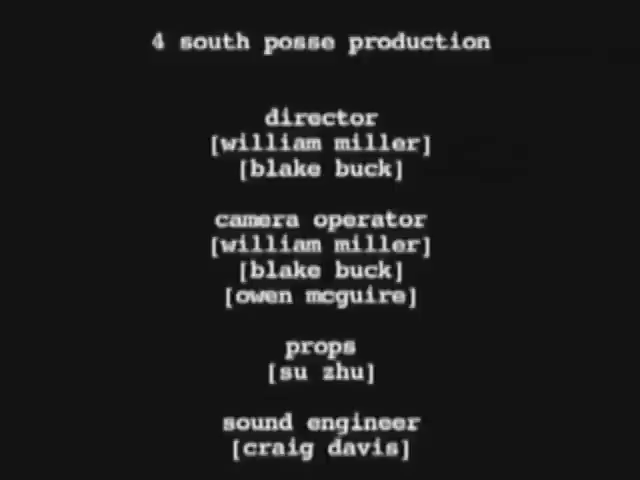 4 south posse production
director
[william miller]
[blake buck]
camera operator
[william miller]
[blake buck]
[owen mcguire]
props
[su zhu]
sound engineer
[craig davis]